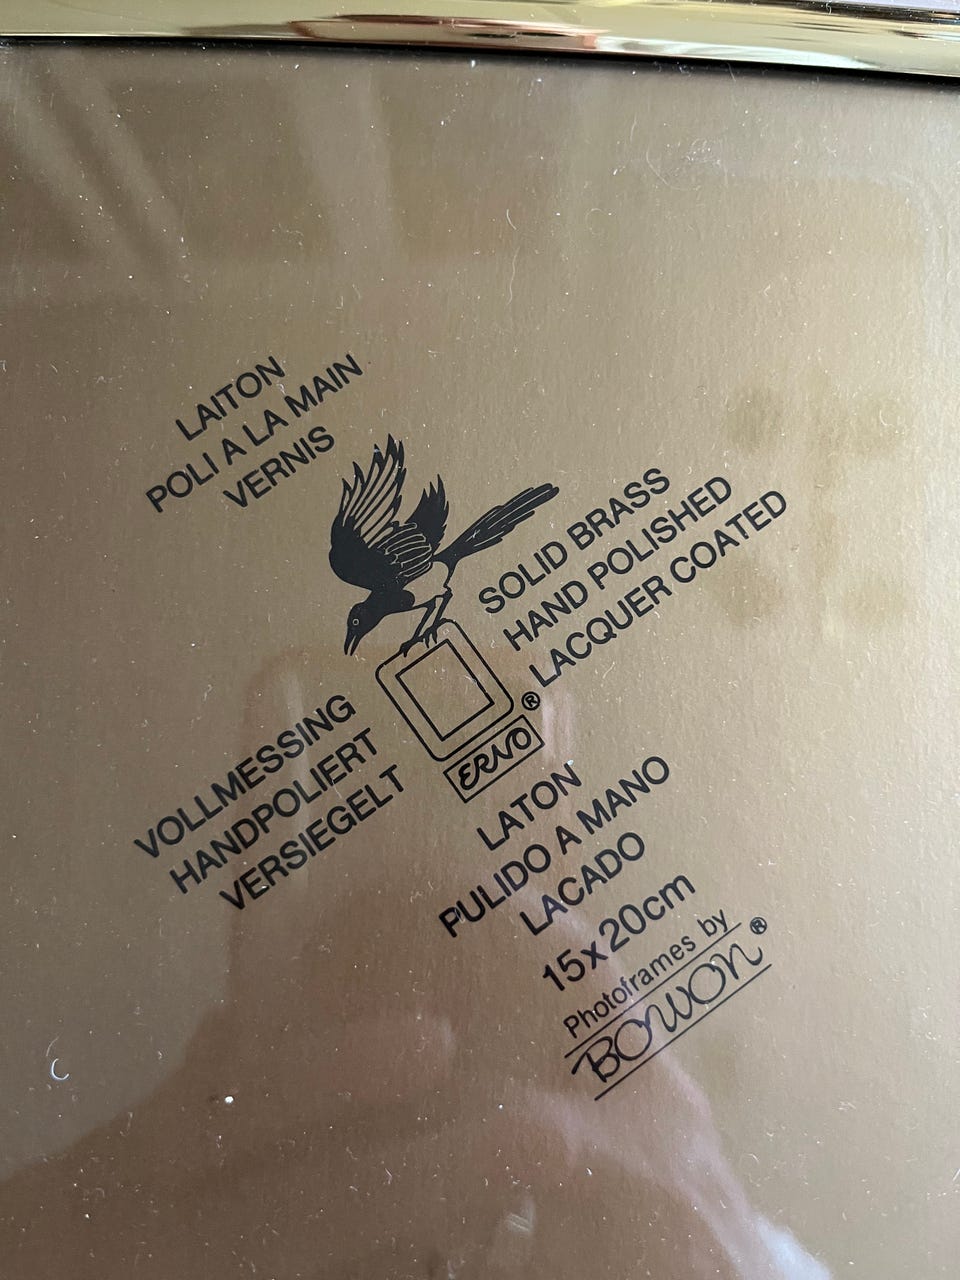 LAITON
POLI A LA MAIN
VERNIS
SOLID BRASS
HAND POLISHED
LACQUER COATED
VOLLMESSING
HANDPOLIERT
VERSIEGELT
®
ERNO
LATON
PULIDO A MANO
LACADO
15x20cm
Photoframes by
BOWON®